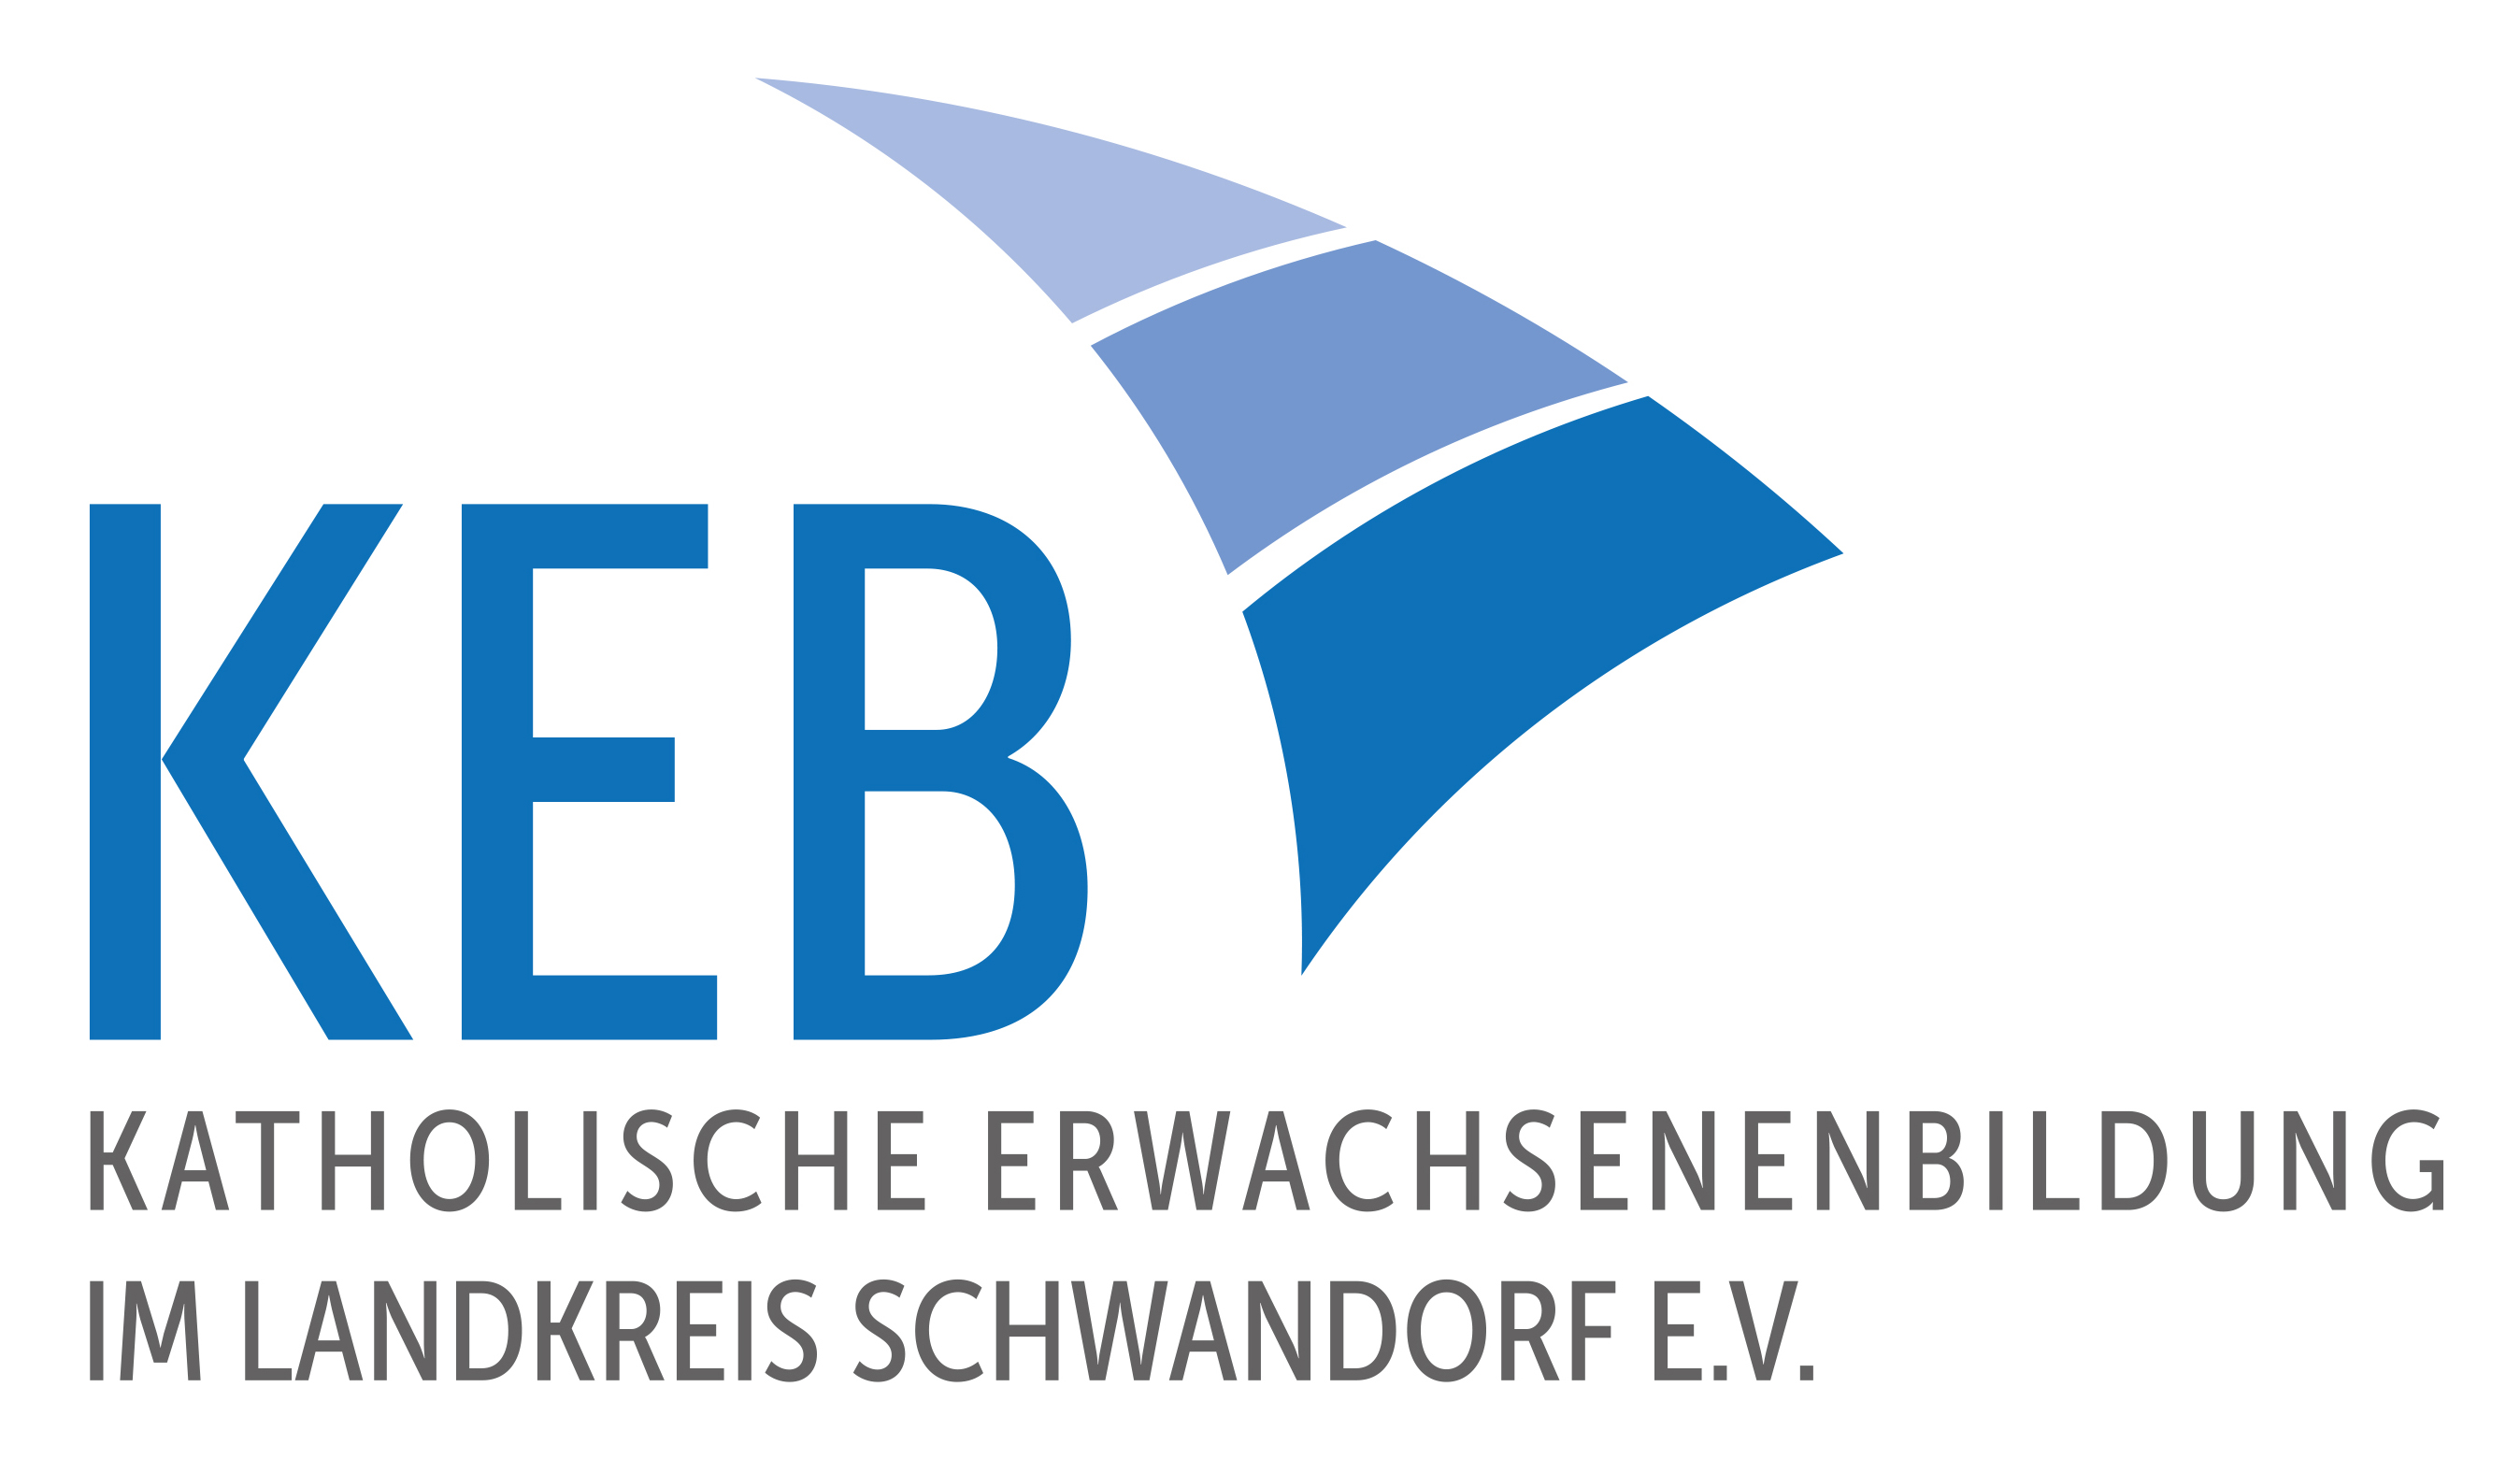 KEB
KATHOLISCHE ERWACHSENENBILDUNG
IM LANDKREIS SCHWANDORF E.V.